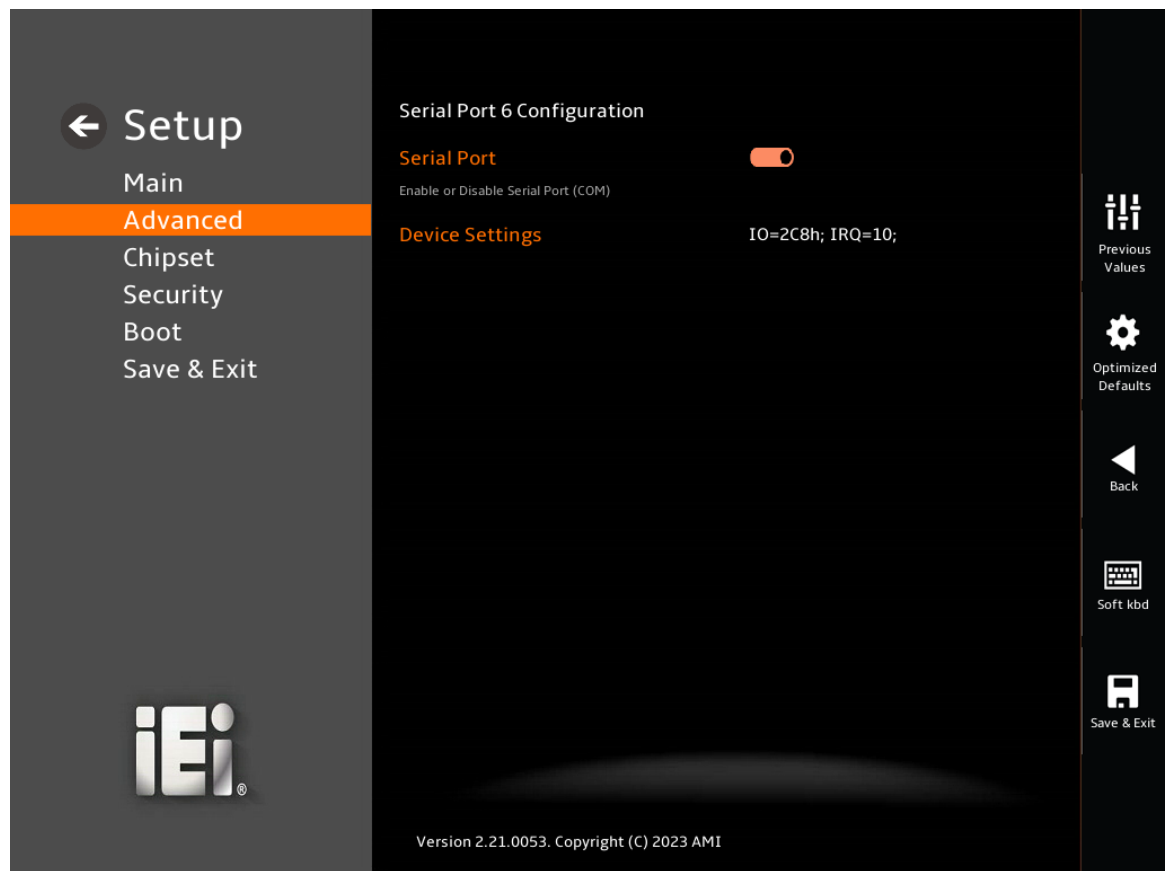 Setup
Main
Advanced
Chipset
Security
Boot
Save & Exit
iEi®
Serial Port 6 Configuration
Serial Port
Enable or Disable Serial Port (COM)
Device Settings
IO=2C8h; IRQ=10;
Version 2.21.0053. Copyright (C) 2023 AMI
Previous
Values
Optimized
Defaults
Back
Soft kbd
Save & Exit